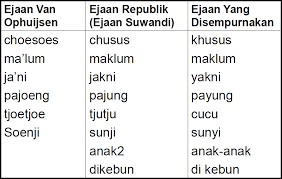 Ejaan Van Ophuijsen Ejaan Republik (Ejaan Suwandi) Ejaan Yang Disempurnakan
choesoes chusus khusus
ma'lum maklum maklum
ja'ni jakni yakni
pajoeng pajung payung
tjoetjoe tjutju cucu
Soenji sunji sunyi
anak2 anak-anak
dikebun di kebun